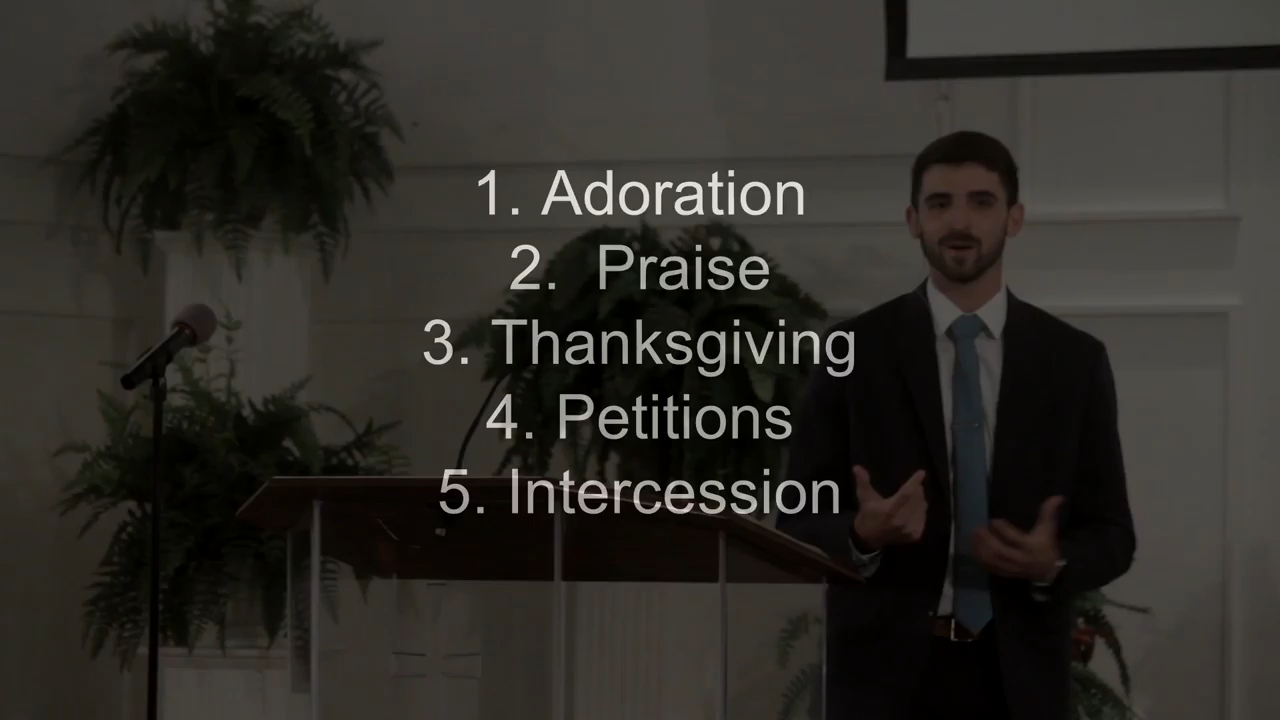 1. Adoration
2. Praise
3. Thanksgiving
4. Petitions
5. Intercession